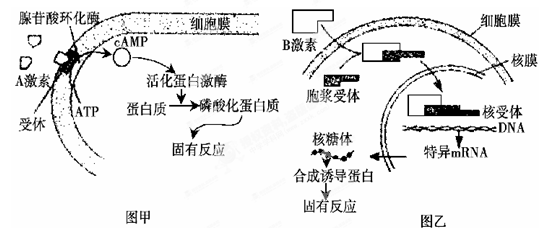 腺苷酸环化酶
细胞膜
cAMP
A激素
活化蛋白激酶
ATP
受体
蛋白质
磷酸化蛋白质
固有反应
图甲
B激素
细胞膜
核膜
胞浆受体
核受体
DNA
特异mRNA
核糖体
合成诱导蛋白
固有反应
图乙